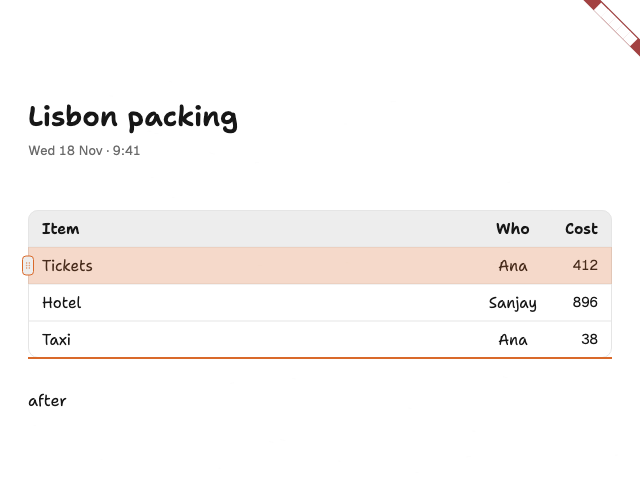 Lisbon packing
Wed 18 Nov · 9:41
Item Who Cost
Tickets Ana 412
Hotel Sanjay 896
Taxi Ana 38
after